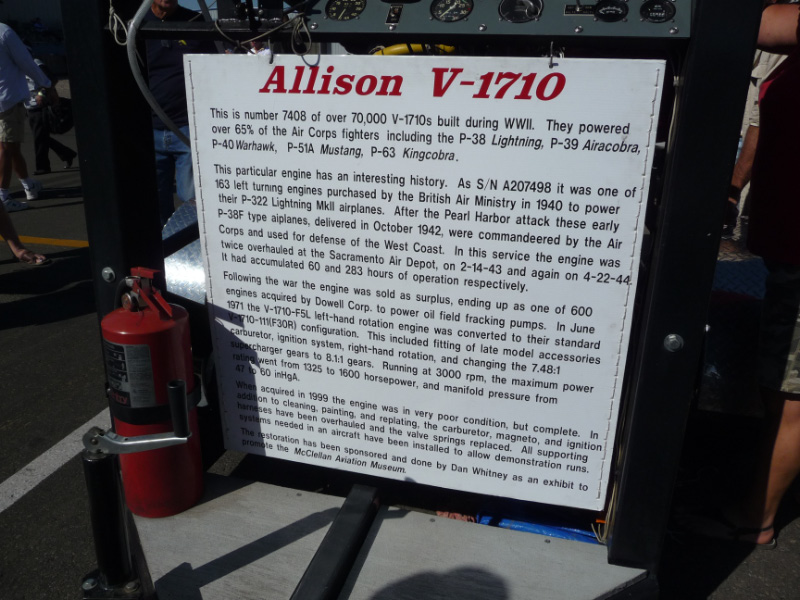 Allison V-1710
This is number 7408 of over 70,000 V-1710s built during WWII. They powered
over 65% of the Air Corps fighters including the P-38 Lightning, P-39 Airacobra,
P-40 Warhawk, P-51A Mustang, P-63 Kingcobra.
This particular engine has an interesting history. As S/N A207498 it was one of
163 left turning engines purchased by the British Air Ministry in 1940 to power
their P-322 Lightning MkII airplanes. After the Pearl Harbor attack these early
P-38F type aiplanes, delivered in October 1942, were commandeered by the Air
Corps and used for defense of the West Coast. In this service the engine was
twice overhauled at the Sacramento Air Depot, on 2-14-43 and again on 4-22-44.
It had accumulated 60 and 283 hours of operation respectively.
Following the war the engine was sold as surplus, ending up as one of 600
engines acquired by Dowell Corp. to power oil field fracking pumps. In June
1971 the V-1710-F5L left-hand rotation engine was converted to their standard
V-1710-111(F30R) configuration. This included fitting of late model accessories
carburetor, ignition system, right-hand rotation, and changing the 7.48:1
supercharger gears to 8.1:1 gears. Running at 3000 rpm, the maximum power
rating went from 1325 to 1600 horsepower, and manifold pressure from
47 to 60 inHgA.
When acquired in 1999 the engine was in very poor condition, but complete. In
addition to cleaning, painting, and replating, the carburetor, magneto, and ignition
harneses have been overhauled and the valve springs replaced. All supporting
systems needed in an aircraft have been installed to allow demonstration runs.
The restoration has been sponsored and done by Dan Whitney as an exhibit to
promote the McClellan Aviation Museum.